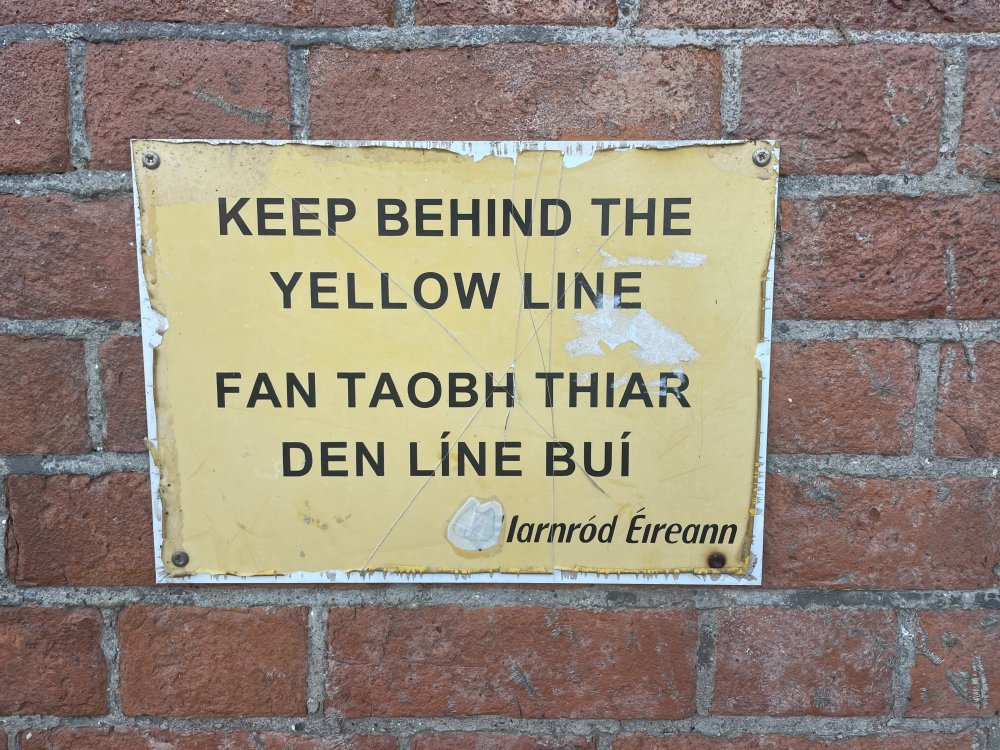 KEEP BEHIND THE
YELLOW LINE
FAN TAOBH THIAR
DEN LÍNE BUÍ
Iarnród Éireann